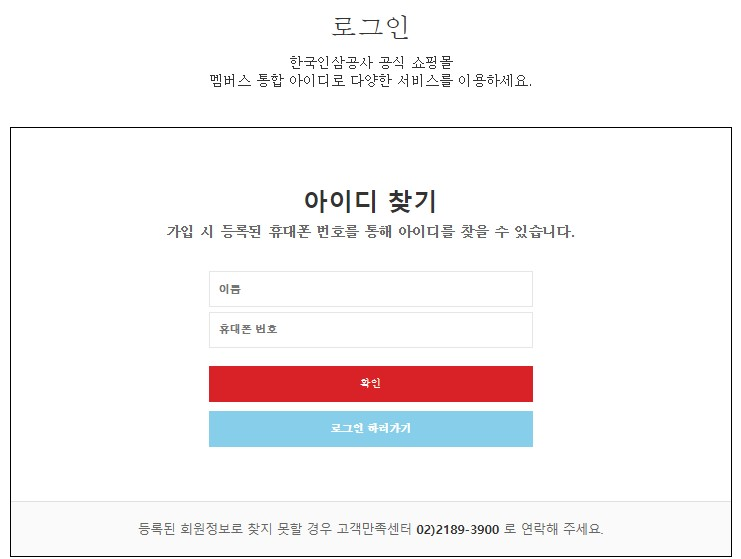 로그인
한국인삼공사 공식 쇼핑몰
멤버스 통합 아이디로 다양한 서비스를 이용하세요.
아이디 찾기
가입 시 등록된 휴대폰 번호를 통해 아이디를 찾을 수 있습니다.
이름
휴대폰 번호
확인
로그인 하러가기
등록된 회원정보로 찾지 못할 경우 고객만족센터 02)2189-3900 로 연락해 주세요.